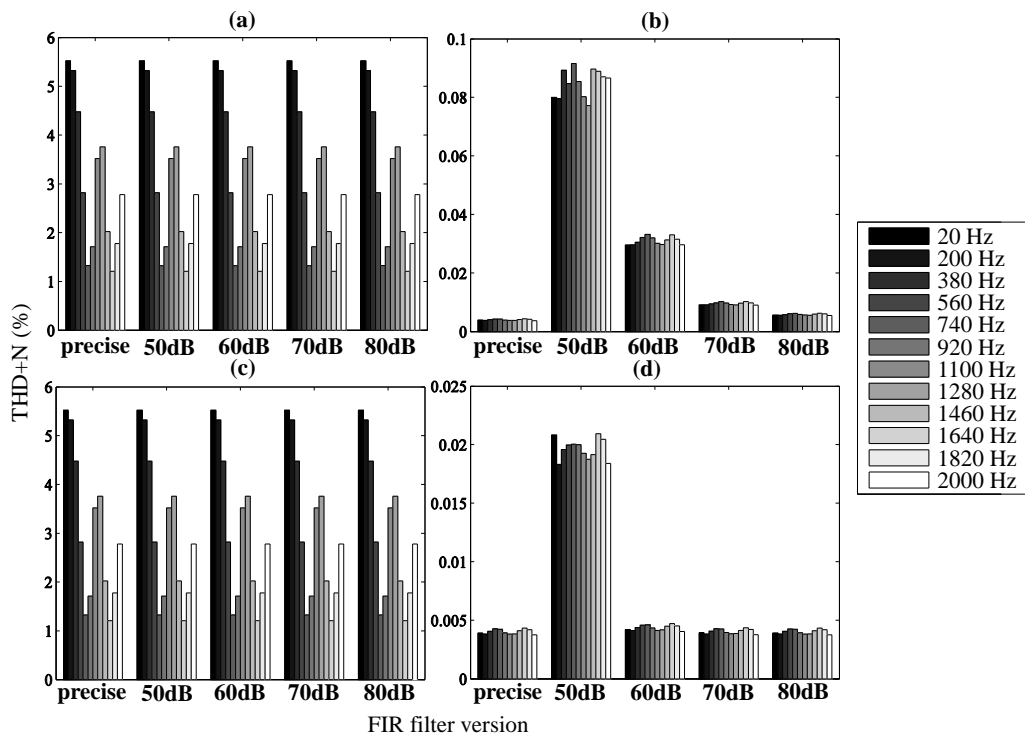 (a)
6
5
4
3
2
1
0
precise 50dB 60dB 70dB 80dB
(b)
0.1
0.08
0.06
0.04
0.02
0
precise 50dB 60dB 70dB 80dB
(c)
6
5
4
3
2
1
0
precise 50dB 60dB 70dB 80dB
(d)
0.025
0.02
0.015
0.01
0.005
0
precise 50dB 60dB 70dB 80dB
THD+N (%)
FIR filter version
20 Hz
200 Hz
380 Hz
560 Hz
740 Hz
920 Hz
1100 Hz
1280 Hz
1460 Hz
1640 Hz
1820 Hz
2000 Hz